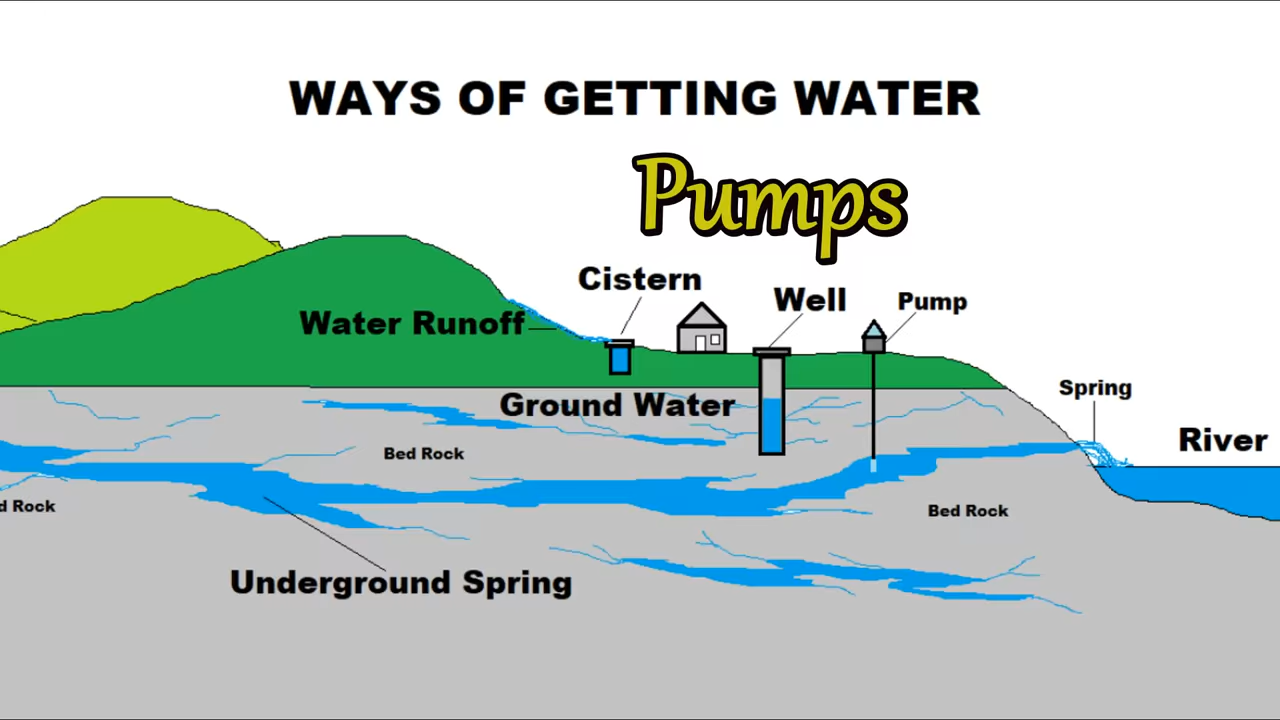 WAYS OF GETTING WATER
Pumps
Cistern
Well
Pump
Water Runoff
Spring
Ground Water
River
Bed Rock
d Rock
Bed Rock
Underground Spring